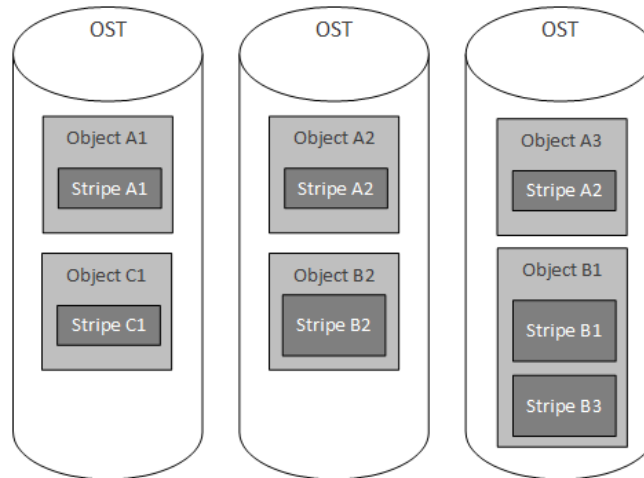 OST
Object A1
Stripe A1
Object C1
Stripe C1
OST
Object A2
Stripe A2
Object B2
Stripe B2
OST
Object A3
Stripe A2
Object B1
Stripe B1
Stripe B3